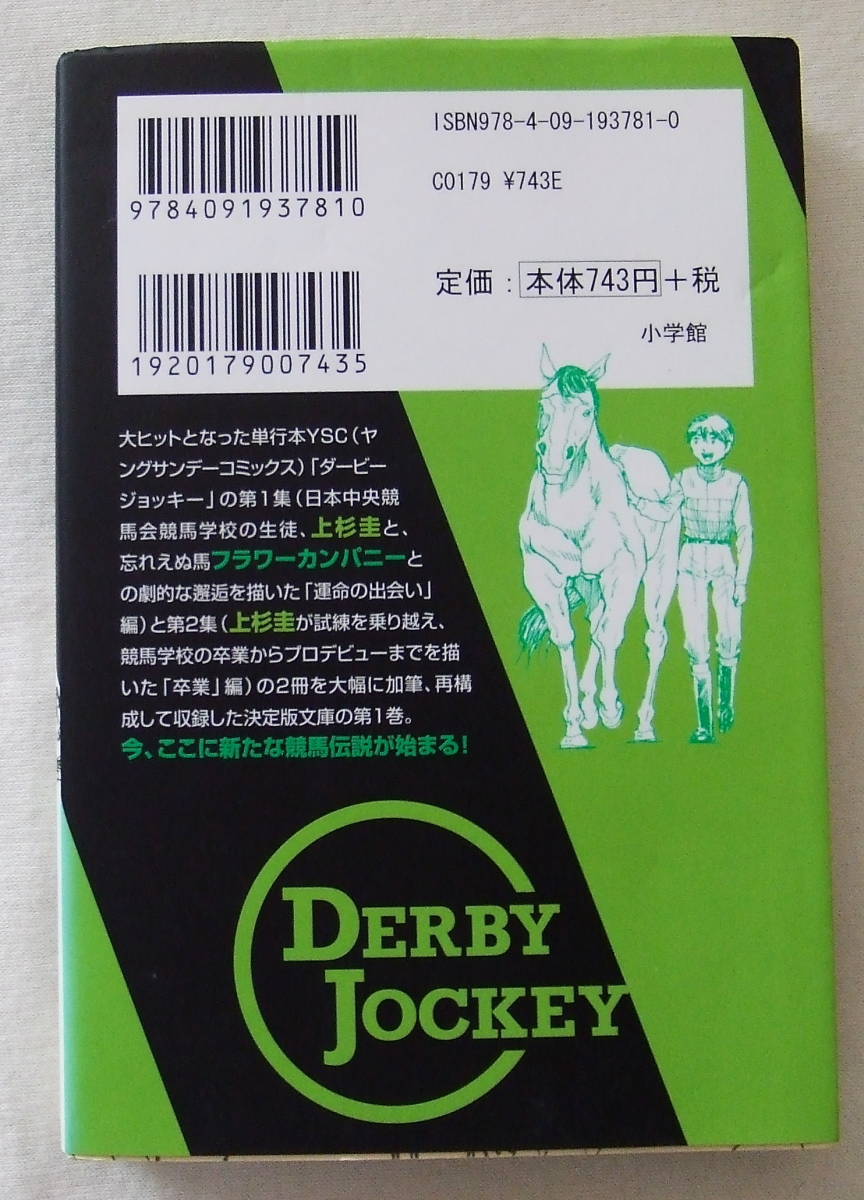 ISBN978-4-09-193781-0
9784091937810
C0179 ¥743E
定価：本体743円＋税
小学館
1920179007435
大ヒットとなった単行本YSC（ヤ
ングサンデーコミックス）「ダービー
ジョッキー」の第1集（日本中央競
馬会競馬学校の生徒、上杉圭と、
忘れえぬ馬フラワーカンパニーと
の劇的な邂逅を描いた「運命の出会い」
編）と第2集（上杉圭が試練を乗り越え、
競馬学校の卒業からプロデビューまでを描
いた「卒業」編）の2冊を大幅に加筆、再構
成して収録した決定版文庫の第1巻。
今、ここに新たな競馬伝説が始まる！
DERBY
JOCKEY